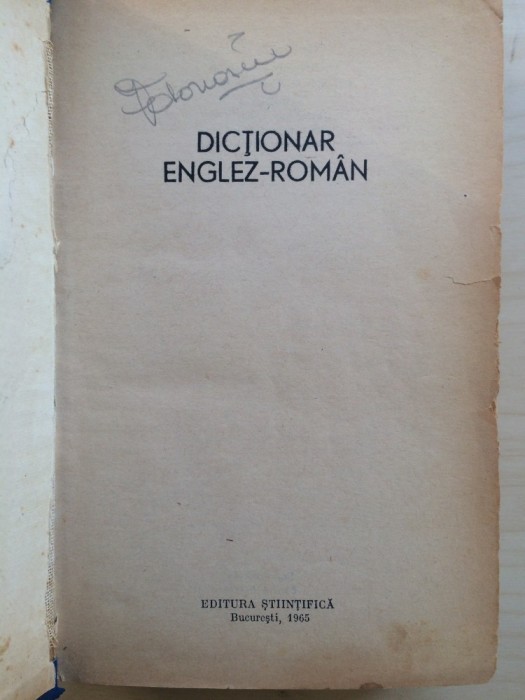 DICŢIONAR
ENGLEZ-ROMÂN
EDITURA ŞTIINŢIFICĂ
Bucureşti, 1965